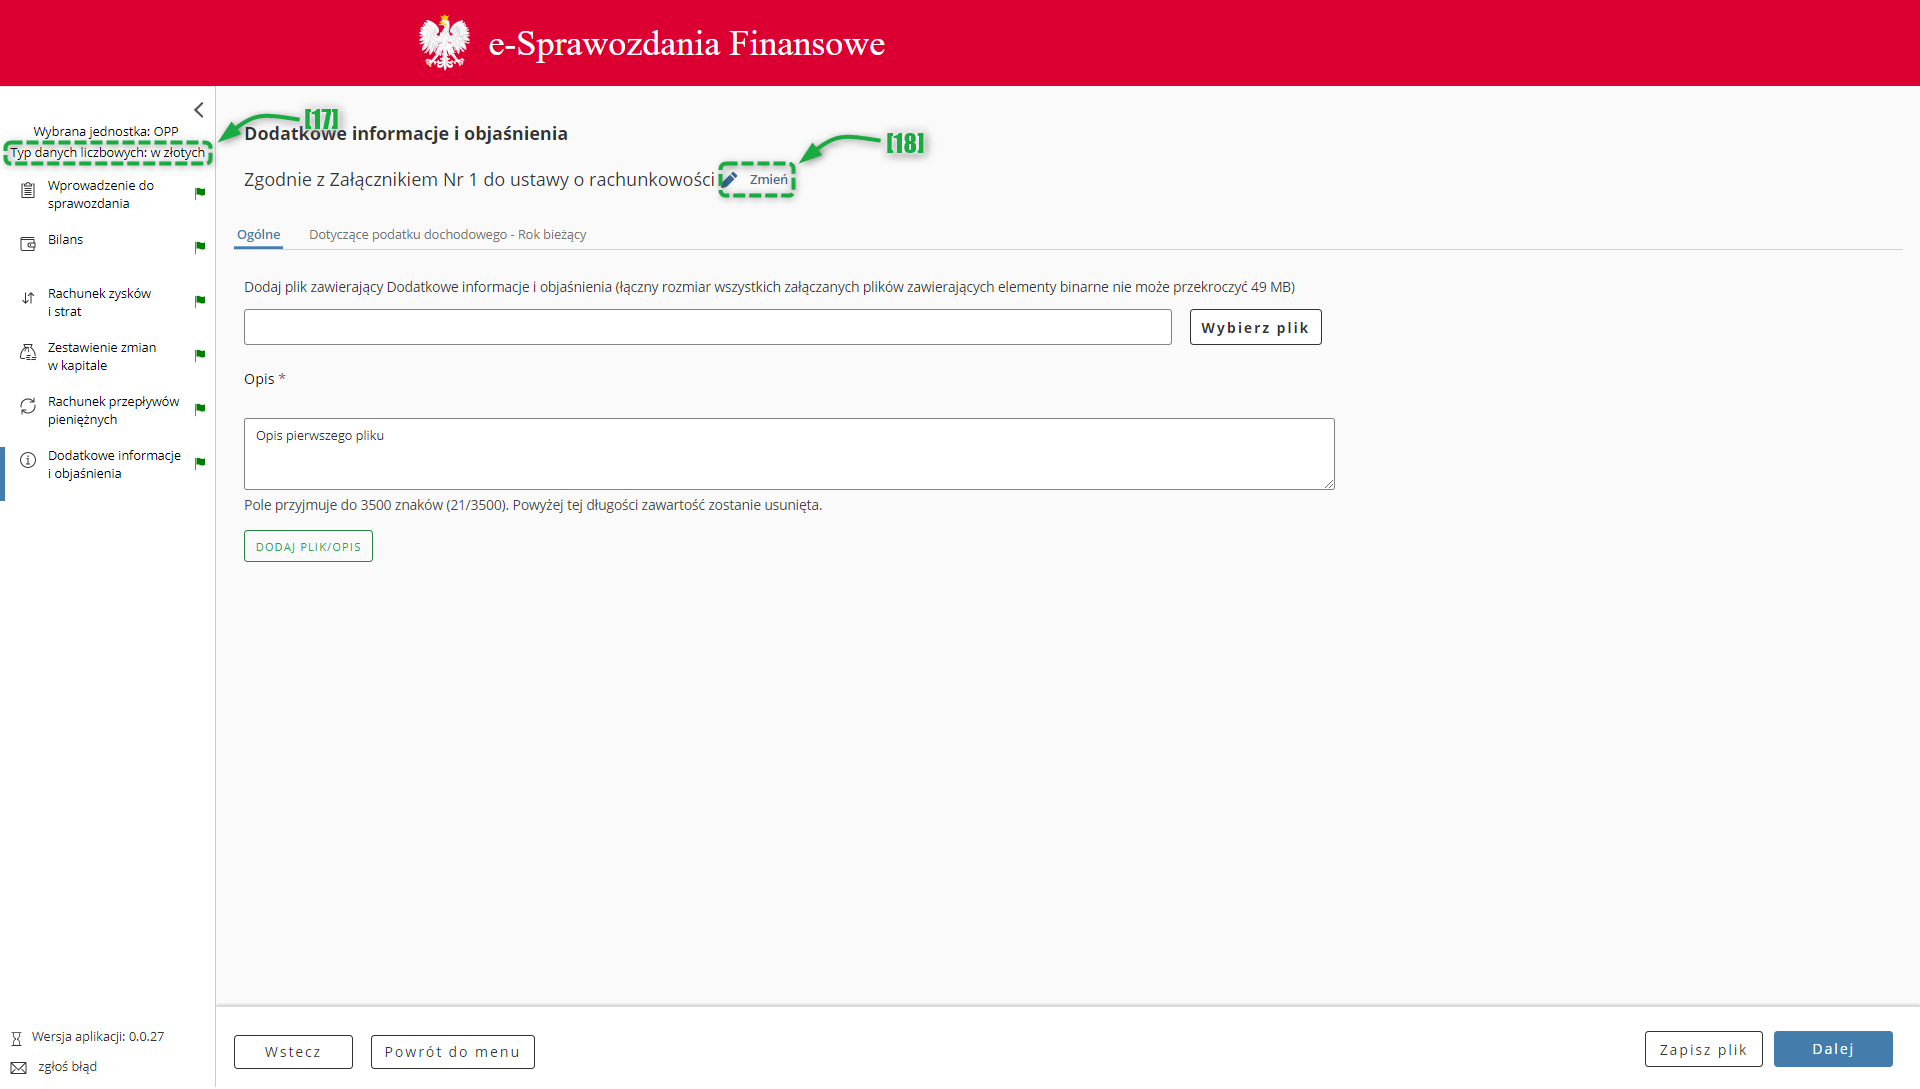 e-Sprawozdania Finansowe
Wybrana jednostka: OPP
Typ danych liczbowych: w złotych
Wprowadzenie do
sprawozdania
Bilans
Rachunek zysków
i strat
Zestawienie zmian
w kapitale
Rachunek przepływów
pieniężnych
Dodatkowe informacje
i objaśnienia
Wersja aplikacji: 0.0.27
zgłoś błąd
[17]
Dodatkowe informacje i objaśnienia
[18]
Zgodnie z Załącznikiem Nr 1 do ustawy o rachunkowości Zmień
Ogólne Dotyczące podatku dochodowego - Rok bieżący
Dodaj plik zawierający Dodatkowe informacje i objaśnienia (łączny rozmiar wszystkich załączanych plików zawierających elementy binarne nie może przekroczyć 49 MB)
Wybierz plik
Opis *
Opis pierwszego pliku
Pole przyjmuje do 3500 znaków (21/3500). Powyżej tej długości zawartość zostanie usunięta.
DODAJ PLIK/OPIS
Wstecz Powrót do menu Zapisz plik Dalej